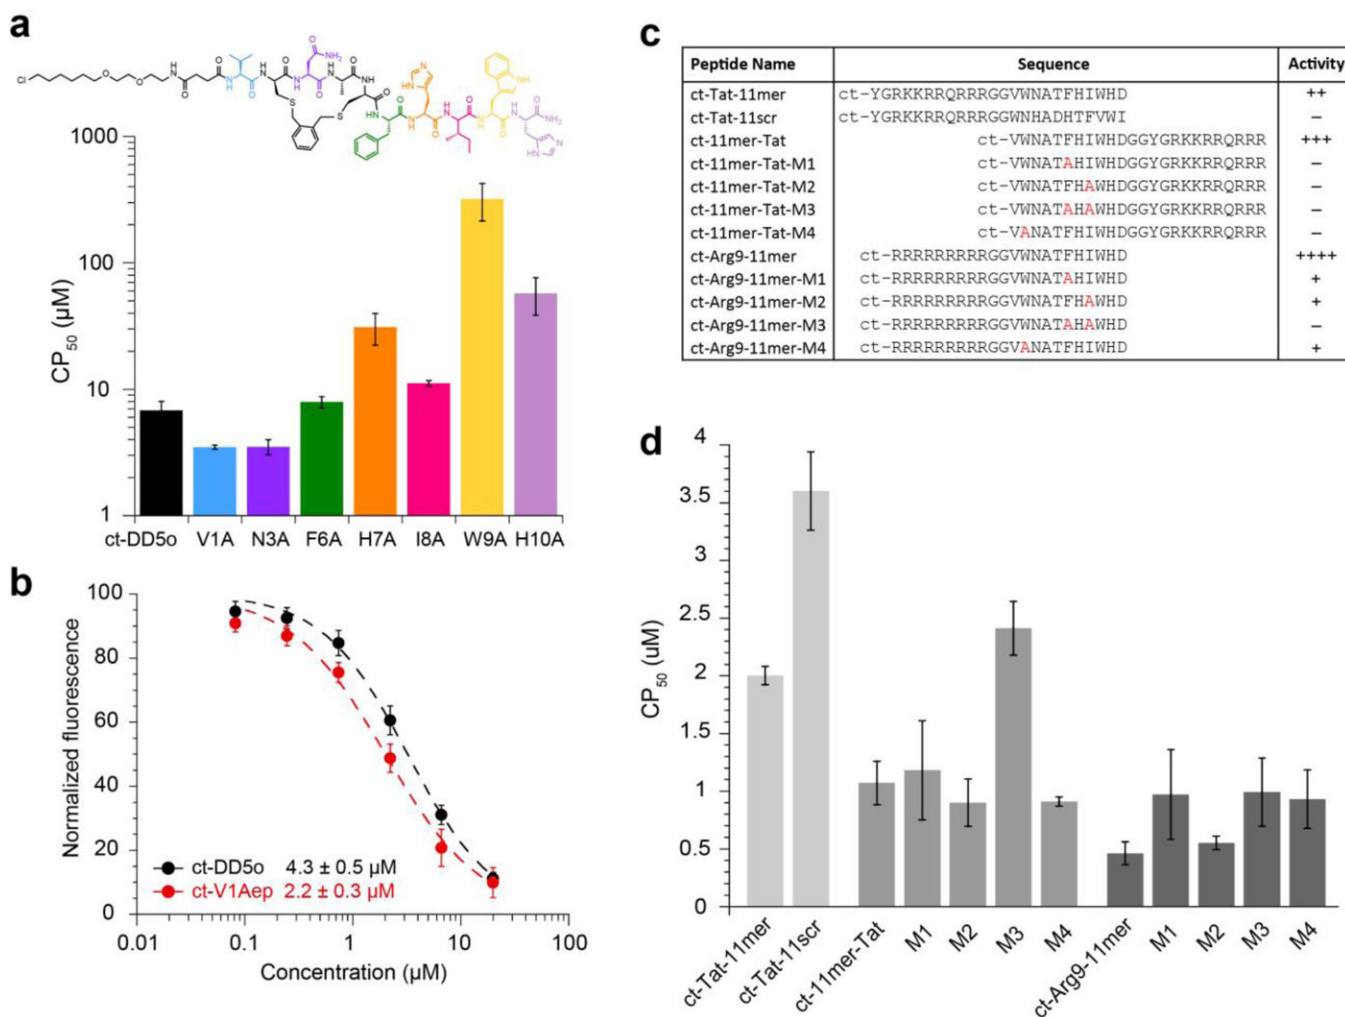 a
Cl
O
O
NH
O
O
H
N
O
H
N
O
N
H
O
NH₂
O
H
N
O
N
H
O
H
N
S
S
O
HN
O
H
N
O
N
H
O
H
N
O
NH₂
N
HN
HN
NH
N
O
1000
100
10
1
CP50 (µM)
ct-DD5o V1A N3A F6A H7A I8A W9A H10A
b
100
80
60
40
20
0
Normalized fluorescence
ct-DD5o 4.3 ± 0.5 µM
ct-V1Aep 2.2 ± 0.3 µM
0.01 0.1 1 10 100
Concentration (µM)
c
Peptide Name Sequence Activity
ct-Tat-11mer ct-YGRKKRRQRRRGGVWNATFHIWHD ++
ct-Tat-11scr ct-YGRKKRRQRRRGGWNHADHTFVWI –
ct-11mer-Tat ct-VWNATFHIWHDGGYGRKKRRQRRR +++
ct-11mer-Tat-M1 ct-VWNATAHIWHDGGYGRKKRRQRRR –
ct-11mer-Tat-M2 ct-VWNATFHAWHDGGYGRKKRRQRRR –
ct-11mer-Tat-M3 ct-VWNATAHAWHDGGYGRKKRRQRRR –
ct-11mer-Tat-M4 ct-VANATFHIWHDGGYGRKKRRQRRR –
ct-Arg9-11mer ct-RRRRRRRRRGGVWNATFHIWHD ++++
ct-Arg9-11mer-M1 ct-RRRRRRRRRGGVWNATAHIWHD +
ct-Arg9-11mer-M2 ct-RRRRRRRRRGGVWNATFHAWHD +
ct-Arg9-11mer-M3 ct-RRRRRRRRRGGVWNATAHAWHD –
ct-Arg9-11mer-M4 ct-RRRRRRRRRGGVANATFHIWHD +
d
4
3.5
3
2.5
2
1.5
1
0.5
0
CP50 (uM)
ct-Tat-11mer
ct-Tat-11scr
ct-11mer-Tat
M1
M2
M3
M4
ct-Arg9-11mer
M1
M2
M3
M4